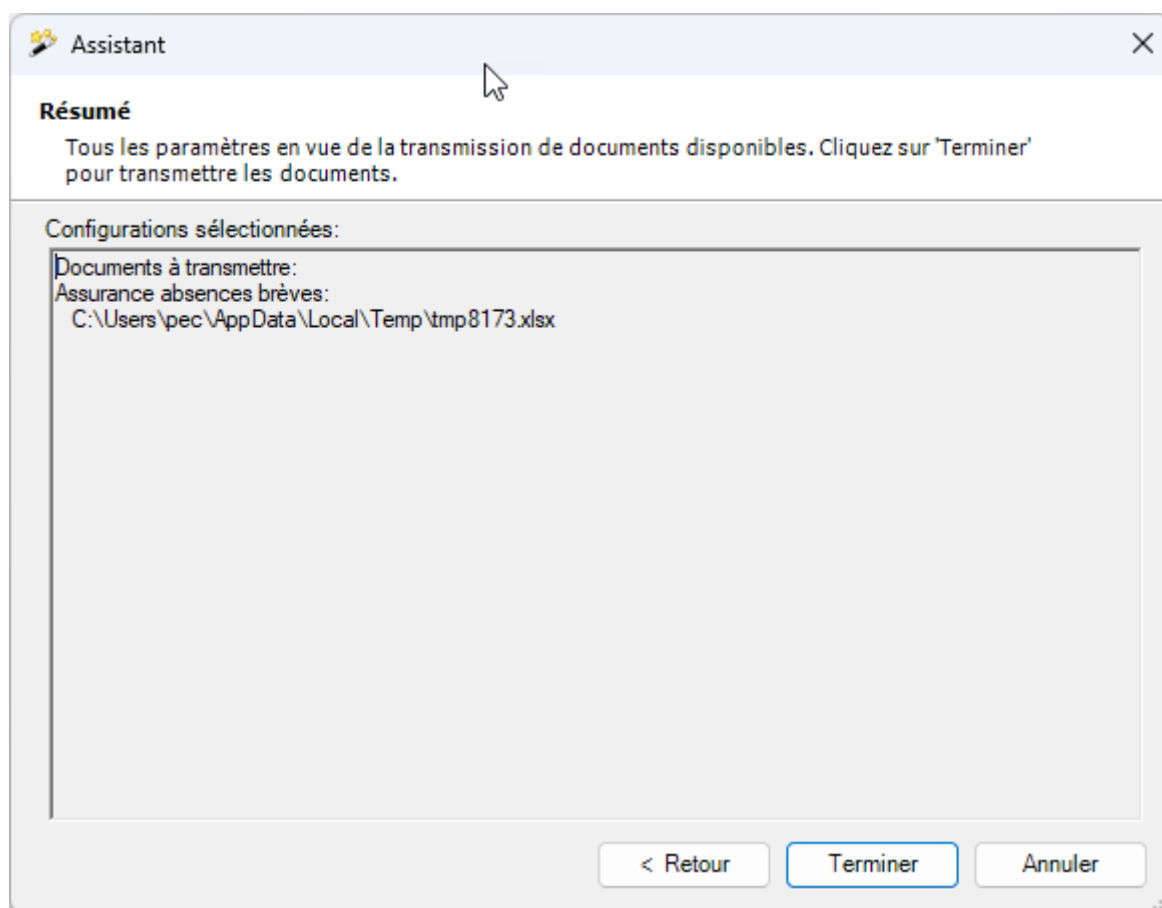 Assistant
Résumé
Tous les paramètres en vue de la transmission de documents disponibles. Cliquez sur 'Terminer'
pour transmettre les documents.
Configurations sélectionnées:
Documents à transmettre:
Assurance absences brèves:
C:\Users\pec\AppData\Local\Temp\tmp8173.xlsx
< Retour
Terminer
Annuler